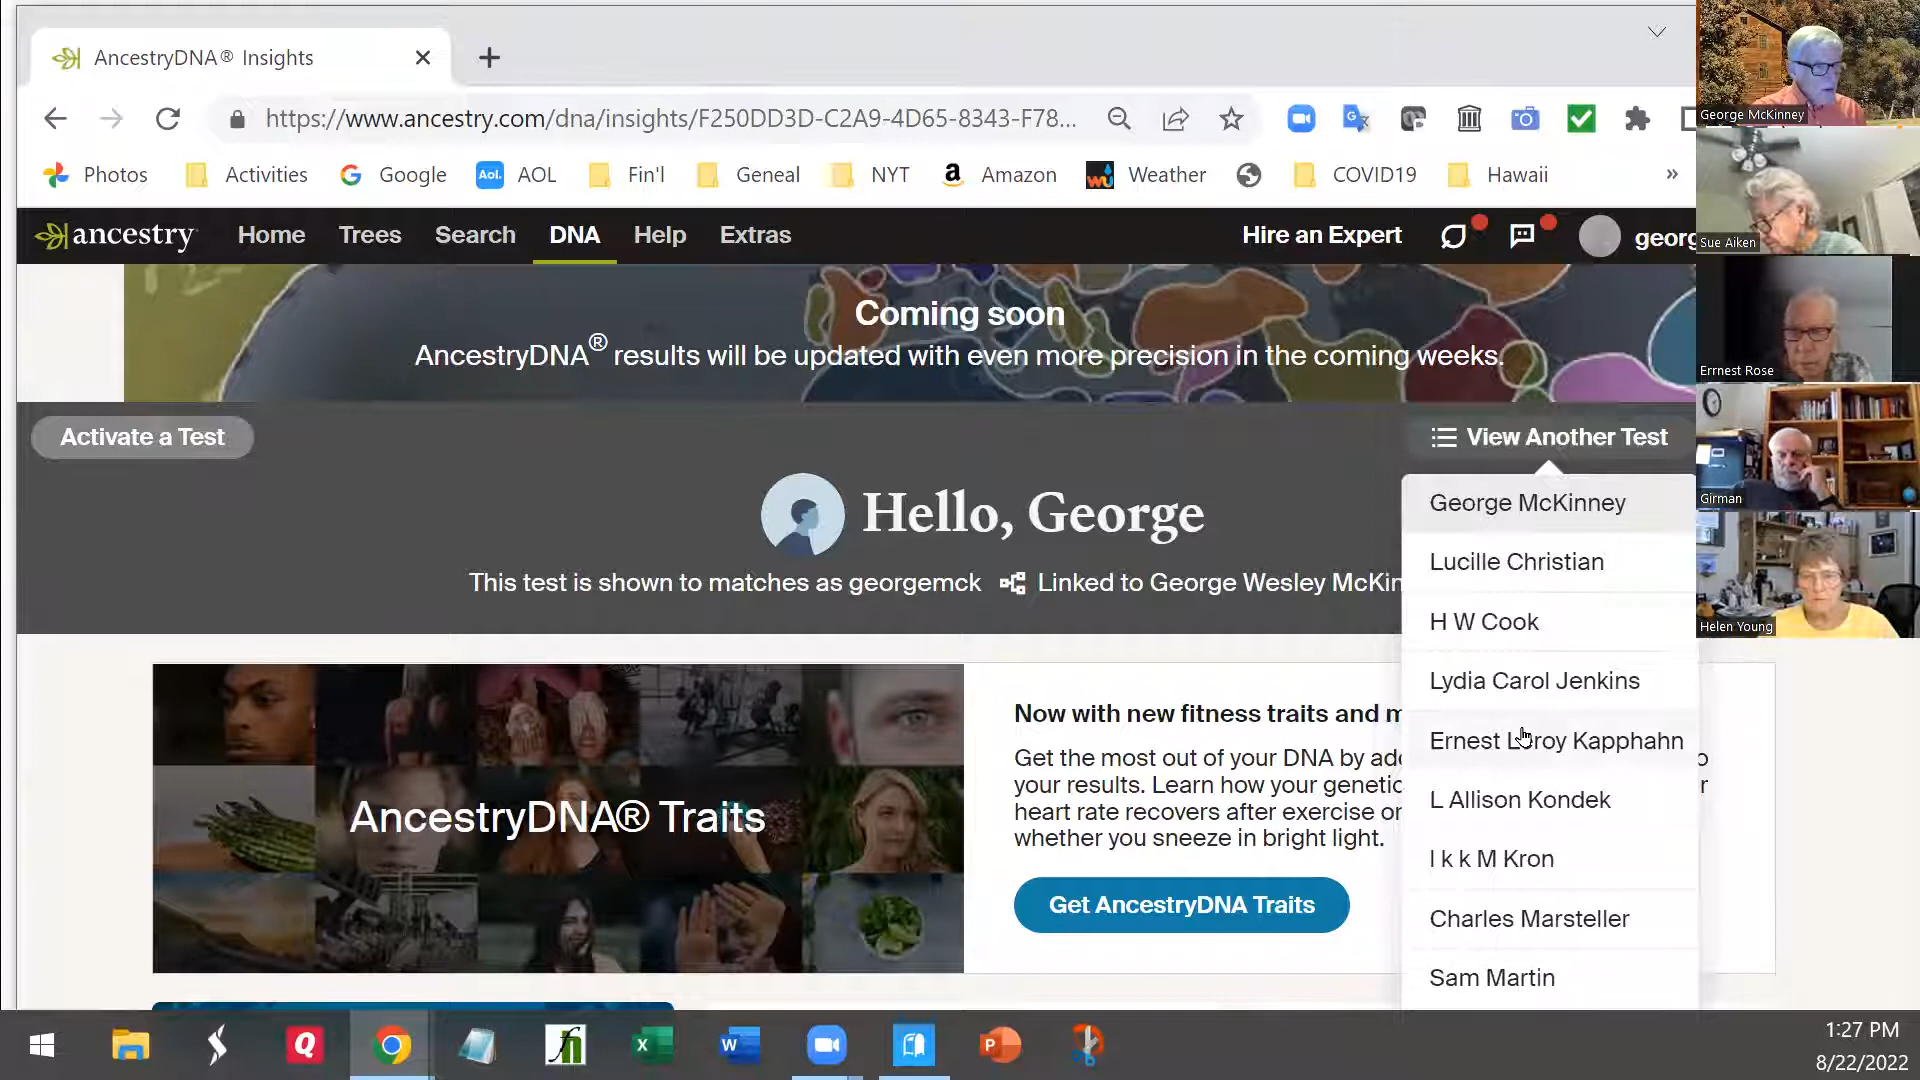 AncestryDNA® Insights
https://www.ancestry.com/dna/insights/F250DD3D-C2A9-4D65-8343-F78...
Photos Activities Google Aol. AOL Fin'l Geneal NYT Amazon Weather COVID19 Hawaii »
ancestry Home Trees Search DNA Help Extras Hire an Expert georg
Coming soon
AncestryDNA® results will be updated with even more precision in the coming weeks.
Activate a Test
View Another Test
Hello, George
This test is shown to matches as georgemck Linked to George Wesley McKin
George McKinney
Lucille Christian
H W Cook
Lydia Carol Jenkins
Ernest Leroy Kapphahn
L Allison Kondek
l k k M Kron
Charles Marsteller
Sam Martin
AncestryDNA® Traits
Now with new fitness traits and m
Get the most out of your DNA by add
your results. Learn how your genetic
heart rate recovers after exercise or
whether you sneeze in bright light.
Get AncestryDNA Traits
George McKinney
Sue Aiken
Errnest Rose
Girman
Helen Young
1:27 PM
8/22/2022